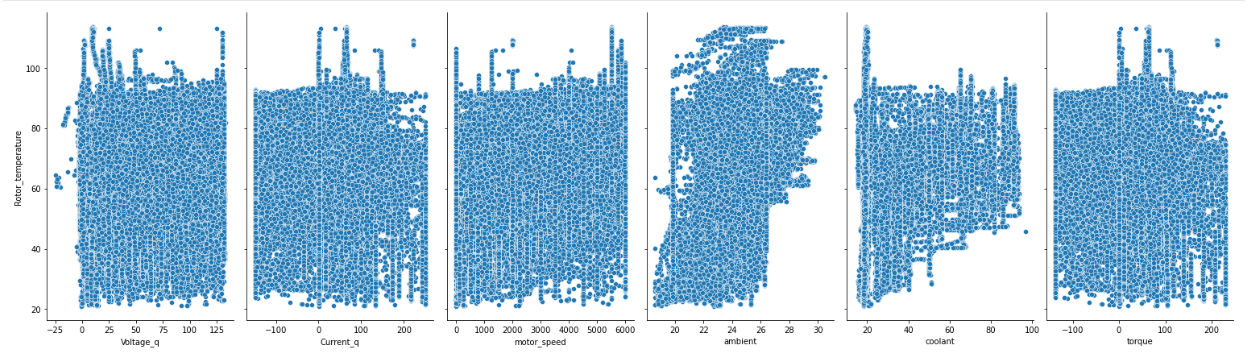 Rotor_temperature
100
80
60
40
20
−25 0 25 50 75 100 125
Voltage_q
−100 0 100 200
Current_q
0 1000 2000 3000 4000 5000 6000
motor_speed
20 22 24 26 28 30
ambient
20 40 60 80 100
coolant
−100 0 100 200
torque